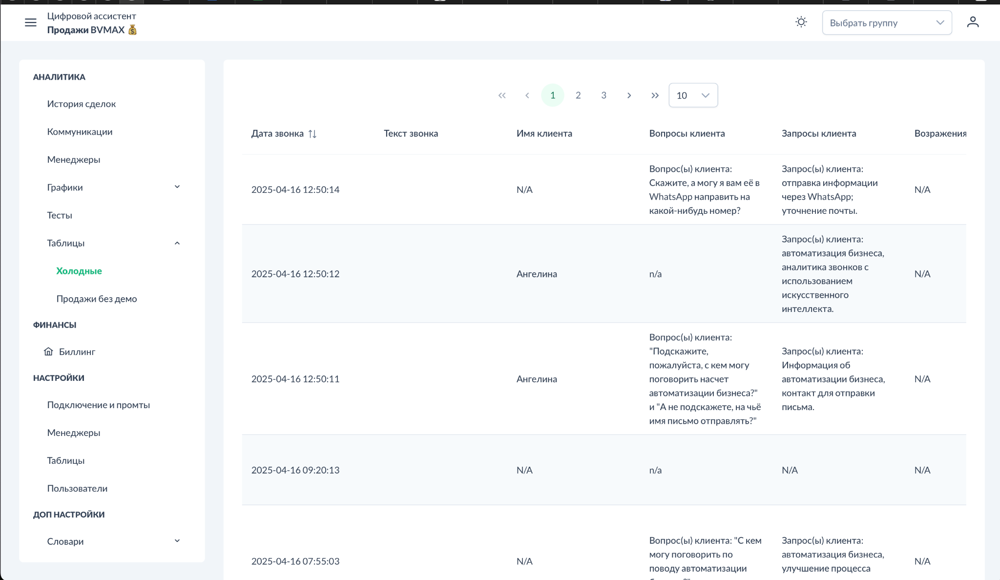 Цифровой ассистент
Продажи BVMAX 💰
Выбрать группу
АНАЛИТИКА
История сделок
Коммуникации
Менеджеры
Графики
Тесты
Таблицы
Холодные
Продажи без демо
ФИНАНСЫ
Биллинг
НАСТРОЙКИ
Подключение и промты
Менеджеры
Таблицы
Пользователи
ДОП НАСТРОЙКИ
Словари
« ‹ 1 2 3 › » 10
Дата звонка Текст звонка Имя клиента Вопросы клиента Запросы клиента Возражения
2025-04-16 12:50:14
N/A
Вопрос(ы) клиента:
Скажите, а могу я вам её в
WhatsApp направить на
какой-нибудь номер?
Запрос(ы) клиента:
отправка информации
через WhatsApp;
уточнение почты.
N/A
2025-04-16 12:50:12
Ангелина
n/a
Запрос(ы) клиента:
автоматизация бизнеса,
аналитика звонков с
использованием
искусственного
интеллекта.
N/A
2025-04-16 12:50:11
Ангелина
Вопрос(ы) клиента:
"Подскажите,
пожалуйста, с кем могу
поговорить насчет
автоматизации бизнеса?"
и "А не подскажете, на чьё
имя письмо отправлять?"
Запрос(ы) клиента:
Информация об
автоматизации бизнеса,
контакт для отправки
письма.
N/A
2025-04-16 09:20:13
N/A
n/a
N/A
N/A
2025-04-16 07:55:03
N/A
Вопрос(ы) клиента: "С кем
могу поговорить по
поводу автоматизации
Запрос(ы) клиента:
автоматизация бизнеса,
улучшение процесса
N/A